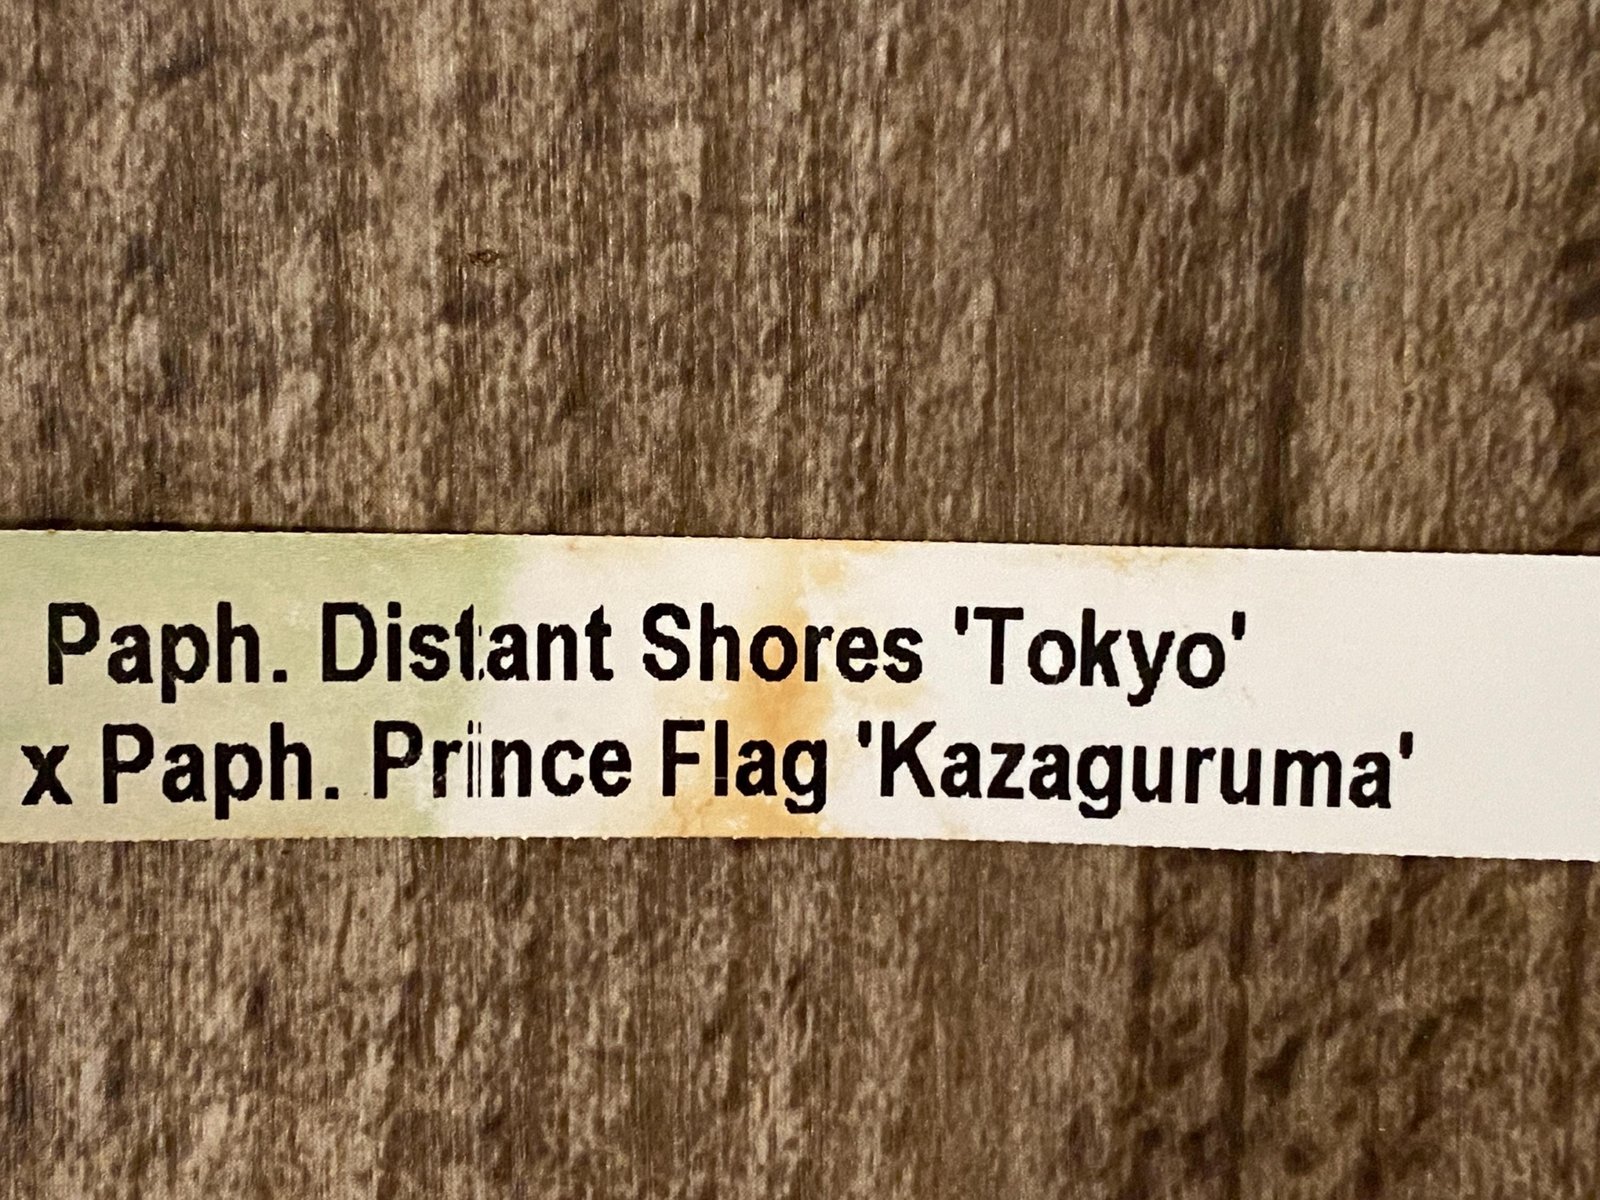 Paph. Distant Shores 'Tokyo'
x Paph. Prince Flag 'Kazaguruma'